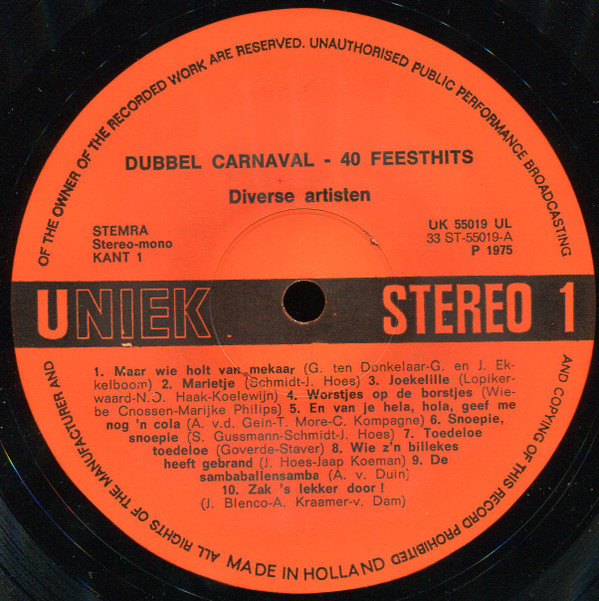 OF THE OWNER OF THE RECORDED WORK ARE RESERVED. UNAUTHORISED PUBLIC PERFORMANCE BROADCASTING
DUBBEL CARNAVAL - 40 FEESTHITS
Diverse artisten
STEMRA
Stereo-mono
KANT 1
UK 55019 UL
33 ST-55019-A
P 1975
UNIEK
STEREO 1
1. Maar wie holt van mekaar (G. ten Donkelaar-G. en J. Ek-
kelboom) 2. Marietje (Schmidt-J. Hoes) 3. Joekelille (Lopiker-
waard-N.D. Haak-Koelewijn) 4. Worstjes op de borstjes (Wie-
be Cnossen-Marijke Philips) 5. En van je hela, hola, geef me
nog 'n cola (A. v.d. Gein-T. More-C. Kompagne) 6. Snoepie,
snoepie (S. Gussmann-Schmidt-J. Hoes) 7. Toedeloe
toedeloe (Goverde-Staver) 8. Wie z'n billekes
heeft gebrand (J. Hoes-Jaap Koeman) 9. De
sambaballensamba (A. v. Duin)
10. Zak 's lekker door !
(J. Blenco-A. Kraamer-v. Dam)
AND COPYING OF THIS RECORD PROHIBITED
ALL RIGHTS OF THE MANUFACTURER AND
MADE IN HOLLAND